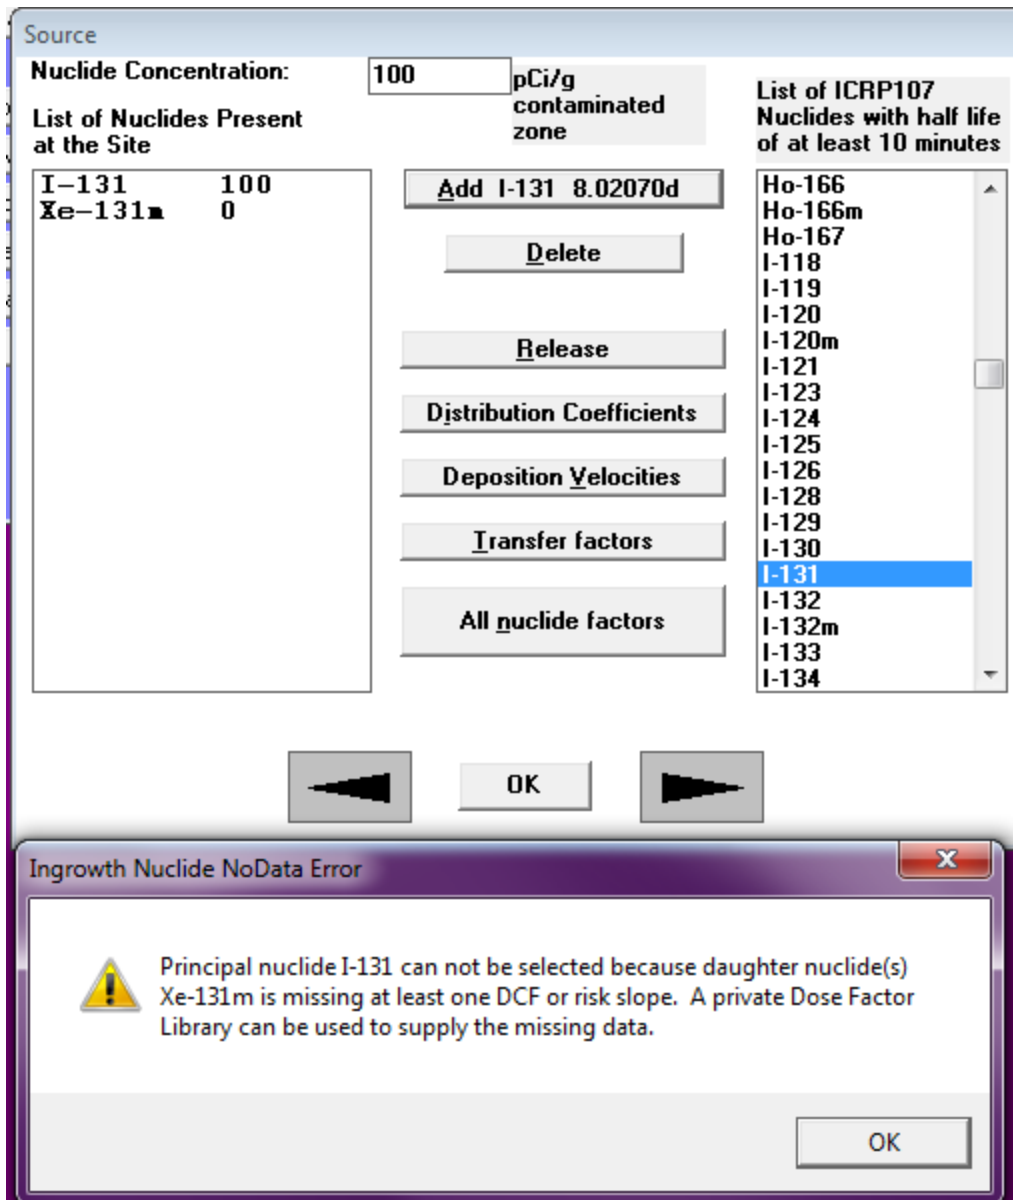 Source
Nuclide Concentration:
100
pCi/g
contaminated
zone
List of ICRP107
Nuclides with half life
of at least 10 minutes
List of Nuclides Present
at the Site
I-131 100
Xe-131m 0
Add I-131 8.02070d
Delete
Release
Distribution Coefficients
Deposition Velocities
Transfer factors
All nuclide factors
Ho-166
Ho-166m
Ho-167
I-118
I-119
I-120
I-120m
I-121
I-123
I-124
I-125
I-126
I-128
I-129
I-130
I-131
I-132
I-132m
I-133
I-134
OK
Ingrowth Nuclide NoData Error
Principal nuclide I-131 can not be selected because daughter nuclide(s)
Xe-131m is missing at least one DCF or risk slope. A private Dose Factor
Library can be used to supply the missing data.
OK